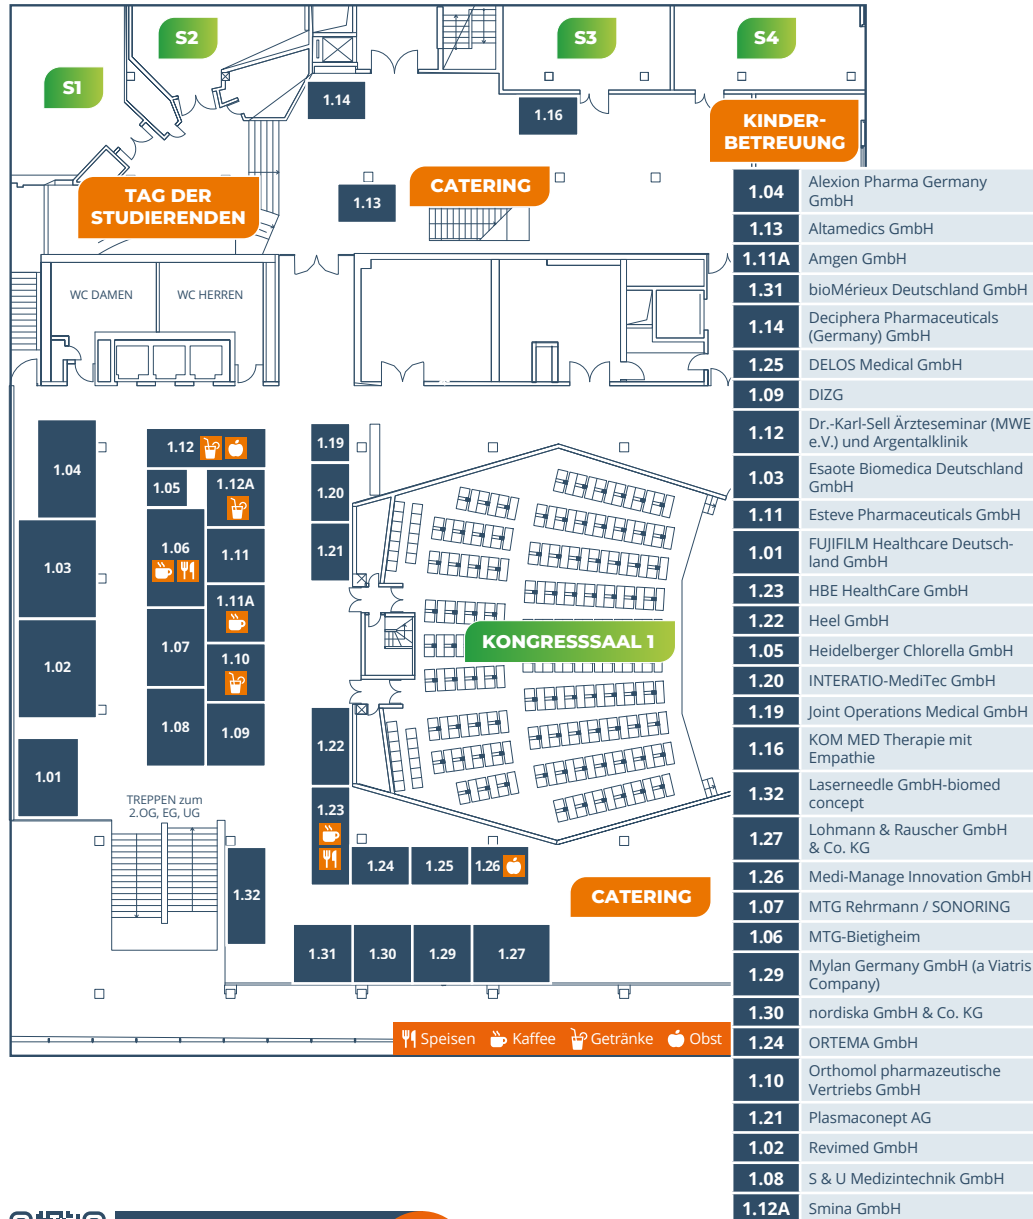 S1
S2
S3
S4
1.14
1.16
KINDER-
BETREUUNG
TAG DER
STUDIERENDEN
CATERING
1.13
WC DAMEN
WC HERREN
1.04
1.03
1.02
1.01
1.12
1.05
1.12A
1.06
1.11
1.11A
1.07
1.10
1.08
1.09
1.19
1.20
1.21
KONGRESSSAAL 1
1.22
1.23
1.24
1.25
1.26
TREPPEN zum
2.OG, EG, UG
1.32
CATERING
1.31
1.30
1.29
1.27
Speisen Kaffee Getränke Obst
1.04 Alexion Pharma Germany
GmbH
1.13 Altamedics GmbH
1.11A Amgen GmbH
1.31 bioMérieux Deutschland GmbH
1.14 Deciphera Pharmaceuticals
(Germany) GmbH
1.25 DELOS Medical GmbH
1.09 DIZG
1.12 Dr.-Karl-Sell Ärzteseminar (MWE
e.V.) und Argentalklinik
1.03 Esaote Biomedica Deutschland
GmbH
1.11 Esteve Pharmaceuticals GmbH
1.01 FUJIFILM Healthcare Deutsch-
land GmbH
1.23 HBE HealthCare GmbH
1.22 Heel GmbH
1.05 Heidelberger Chlorella GmbH
1.20 INTERATIO-MediTec GmbH
1.19 Joint Operations Medical GmbH
1.16 KOM MED Therapie mit
Empathie
1.32 Laserneedle GmbH-biomed
concept
1.27 Lohmann & Rauscher GmbH
& Co. KG
1.26 Medi-Manage Innovation GmbH
1.07 MTG Rehrmann / SONORING
1.06 MTG-Bietigheim
1.29 Mylan Germany GmbH (a Viatris
Company)
1.30 nordiska GmbH & Co. KG
1.24 ORTEMA GmbH
1.10 Orthomol pharmazeutische
Vertriebs GmbH
1.21 Plasmaconept AG
1.02 Revimed GmbH
1.08 S & U Medizintechnik GmbH
1.12A Smina GmbH